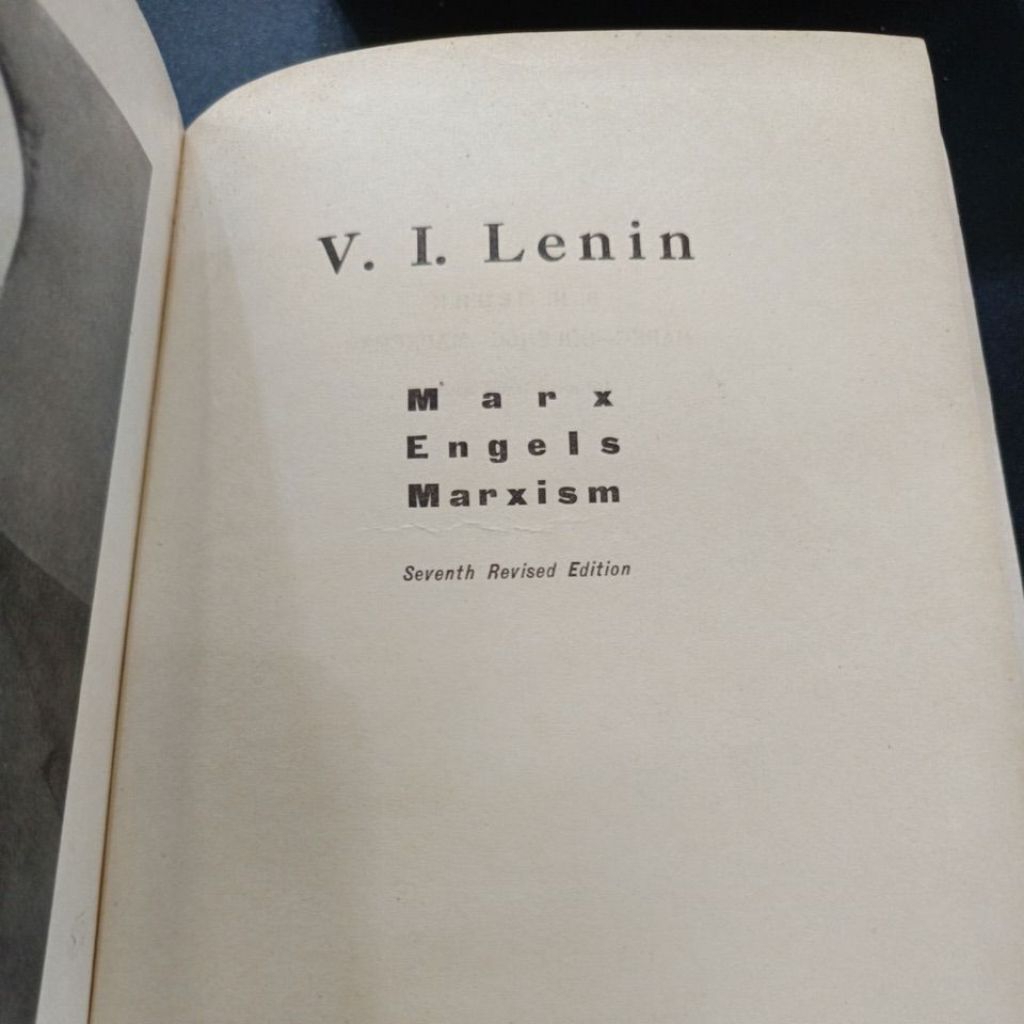 V. I. Lenin
Marx
Engels
Marxism
Seventh Revised Edition